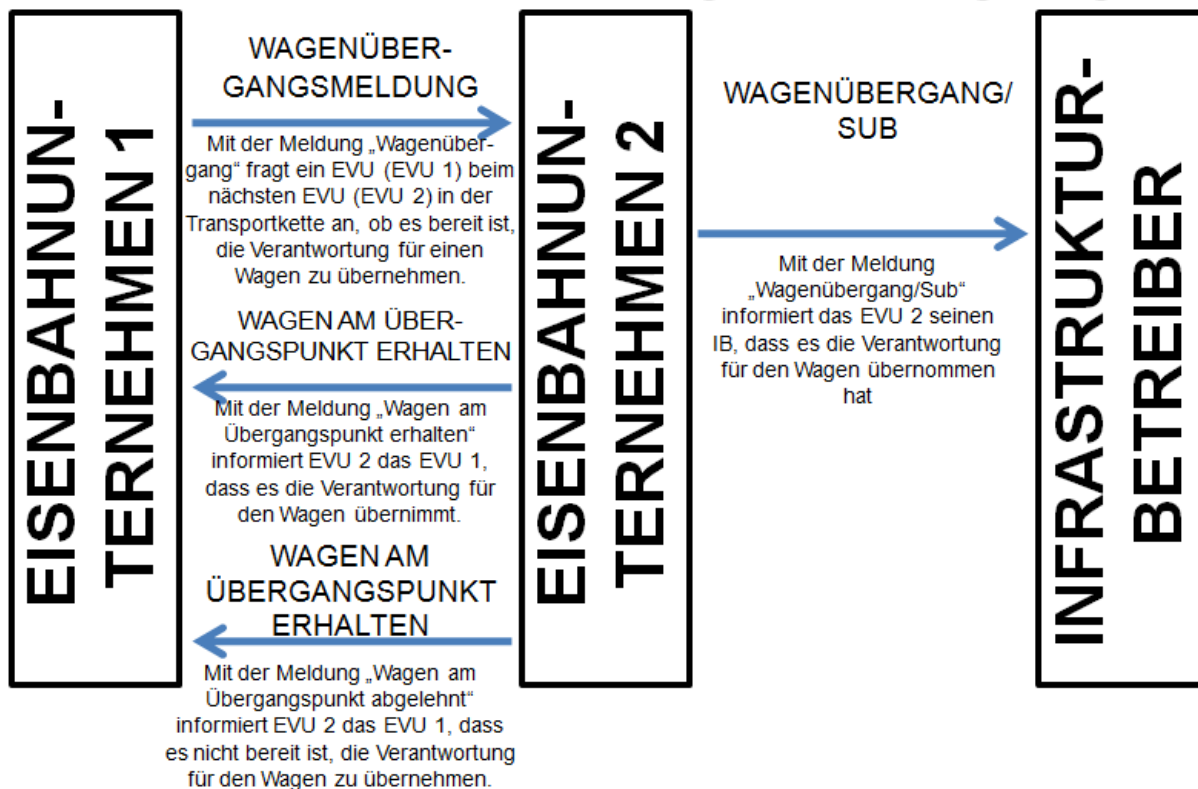 EISENBAHNUN-
TERNEHMEN 1
WAGENÜBER-
GANGSMELDUNG
Mit der Meldung „Wagenüber-
gang“ fragt ein EVU (EVU 1) beim
nächsten EVU (EVU 2) in der
Transportkette an, ob es bereit ist,
die Verantwortung für einen
Wagen zu übernehmen.
WAGEN AM ÜBER-
GANGSPUNKT ERHALTEN
Mit der Meldung „Wagen am
Übergangspunkt erhalten“
informiert EVU 2 das EVU 1,
dass es die Verantwortung für
den Wagen übernimmt.
WAGEN AM
ÜBERGANGSPUNKT
ERHALTEN
Mit der Meldung „Wagen am
Übergangspunkt abgelehnt“
informiert EVU 2 das EVU 1, dass
es nicht bereit ist, die Verantwortung
für den Wagen zu übernehmen.
EISENBAHNUN-
TERNEHMEN 2
WAGENÜBERGANG/
SUB
Mit der Meldung
„Wagenübergang/Sub“
informiert das EVU 2 seinen
IB, dass es die Verantwortung
für den Wagen übernommen
hat
INFRASTRUKTUR-
BETREIBER